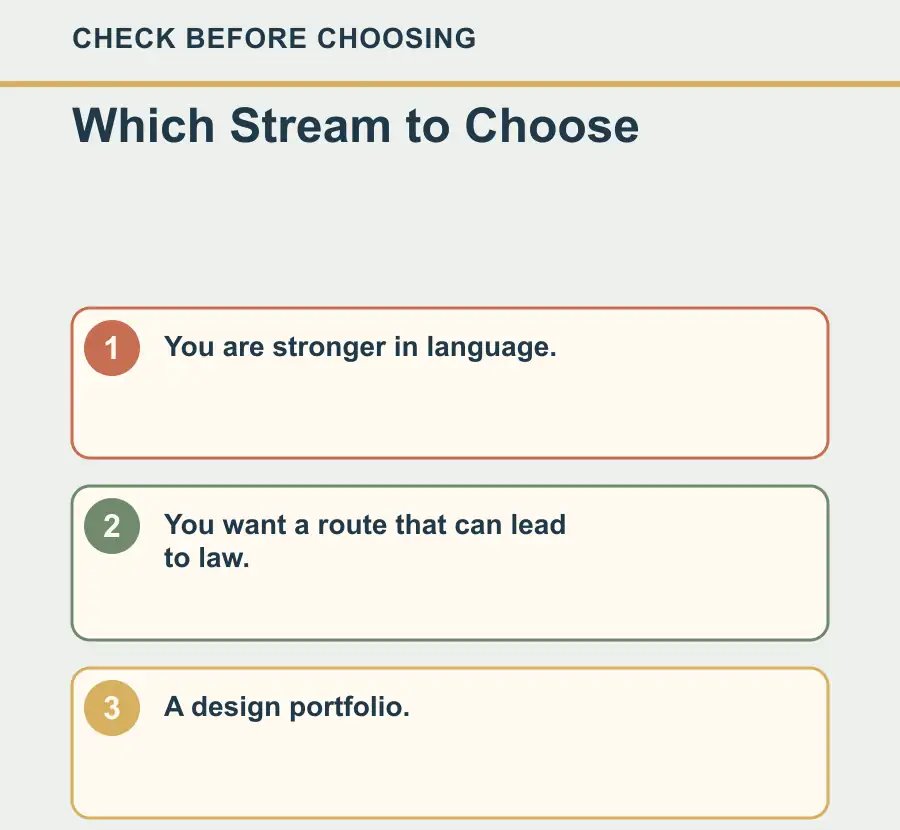 CHECK BEFORE CHOOSING
Which Stream to Choose
1
You are stronger in language.
2
You want a route that can lead
to law.
3
A design portfolio.